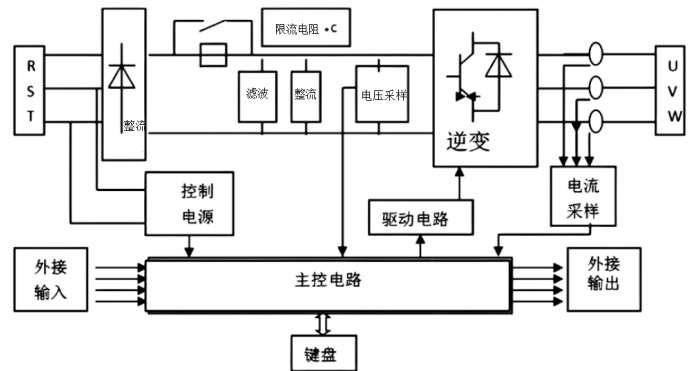 限流电阻 •C
R
S
T
整流
滤波
整流
电压采样
逆变
U
V
W
控制
电源
驱动电路
电流
采样
外接
输入
主控电路
外接
输出
键盘